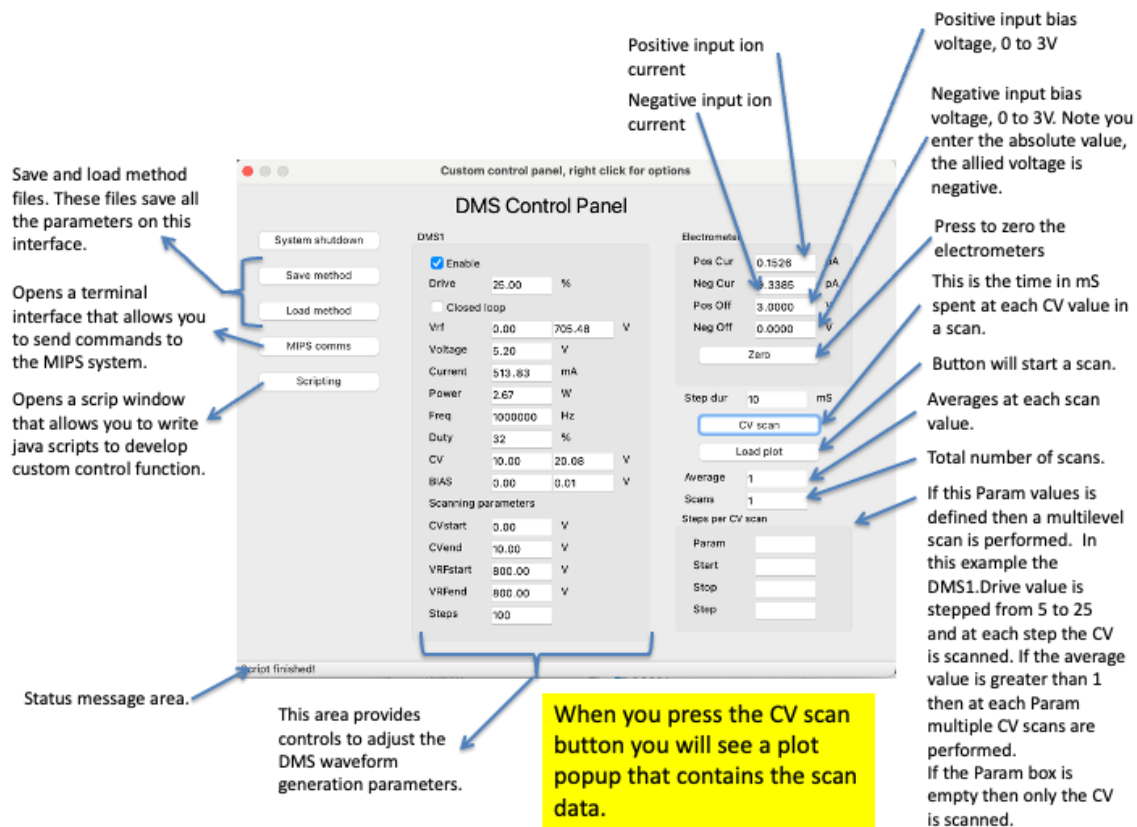 Positive input bias
voltage, 0 to 3V
Positive input ion
current
Negative input ion
current
Negative input bias
voltage, 0 to 3V. Note you
enter the absolute value,
the allied voltage is
negative.
Save and load method
files. These files save all
the parameters on this
interface.
Opens a terminal
interface that allows you
to send commands to
the MIPS system.
Opens a scrip window
that allows you to write
java scripts to develop
custom control function.
Custom control panel, right click for options
DMS Control Panel
System shutdown
Save method
Load method
MIPS comms
Scripting
DMS1
Enable
Drive 25.00 %
Closed loop
Vrf 0.00 705.48 V
Voltage 5.20 V
Current 513.83 mA
Power 2.67 W
Freq 1000000 Hz
Duty 32 %
CV 10.00 20.08 V
BIAS 0.00 0.01 V
Scanning parameters
CVstart 0.00 V
CVend 10.00 V
VRFstart 800.00 V
VRFend 800.00 V
Steps 100
Electrometer
Pos Cur 0.1526
Neg Cur pA
Pos Off 3.0000 V
Neg Off 0.0000 V
Zero
Step dur 10 mS
CV scan
Load plot
Average 1
Scans 1
Steps per CV scan
Param
Start
Stop
Step
Script finished!
Press to zero the
electrometers
This is the time in mS
spent at each CV value in
a scan.
Button will start a scan.
Averages at each scan
value.
Total number of scans.
If this Param values is
defined then a multilevel
scan is performed. In
this example the
DMS1.Drive value is
stepped from 5 to 25
and at each step the CV
is scanned. If the average
value is greater than 1
then at each Param
multiple CV scans are
performed.
If the Param box is
empty then only the CV
is scanned.
Status message area.
This area provides
controls to adjust the
DMS waveform
generation parameters.
When you press the CV scan
button you will see a plot
popup that contains the scan
data.